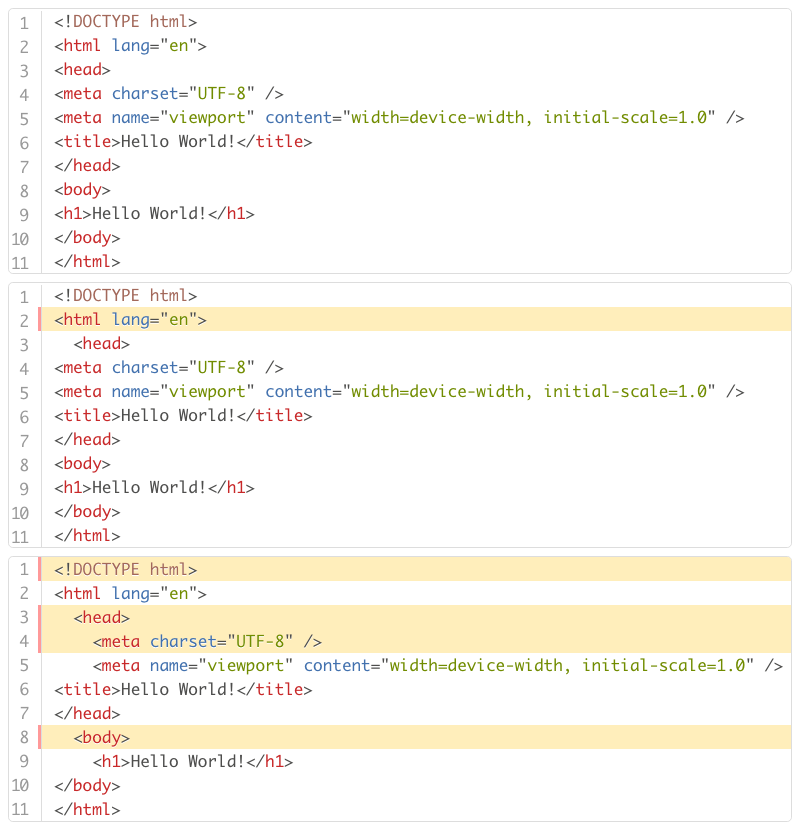 1 <!DOCTYPE html>
2 <html lang="en">
3 <head>
4 <meta charset="UTF-8" />
5 <meta name="viewport" content="width=device-width, initial-scale=1.0" />
6 <title>Hello World!</title>
7 </head>
8 <body>
9 <h1>Hello World!</h1>
10 </body>
11 </html>
1 <!DOCTYPE html>
2 <html lang="en">
3   <head>
4 <meta charset="UTF-8" />
5 <meta name="viewport" content="width=device-width, initial-scale=1.0" />
6 <title>Hello World!</title>
7 </head>
8 <body>
9 <h1>Hello World!</h1>
10 </body>
11 </html>
1 <!DOCTYPE html>
2 <html lang="en">
3   <head>
4     <meta charset="UTF-8" />
5     <meta name="viewport" content="width=device-width, initial-scale=1.0" />
6 <title>Hello World!</title>
7 </head>
8   <body>
9     <h1>Hello World!</h1>
10 </body>
11 </html>